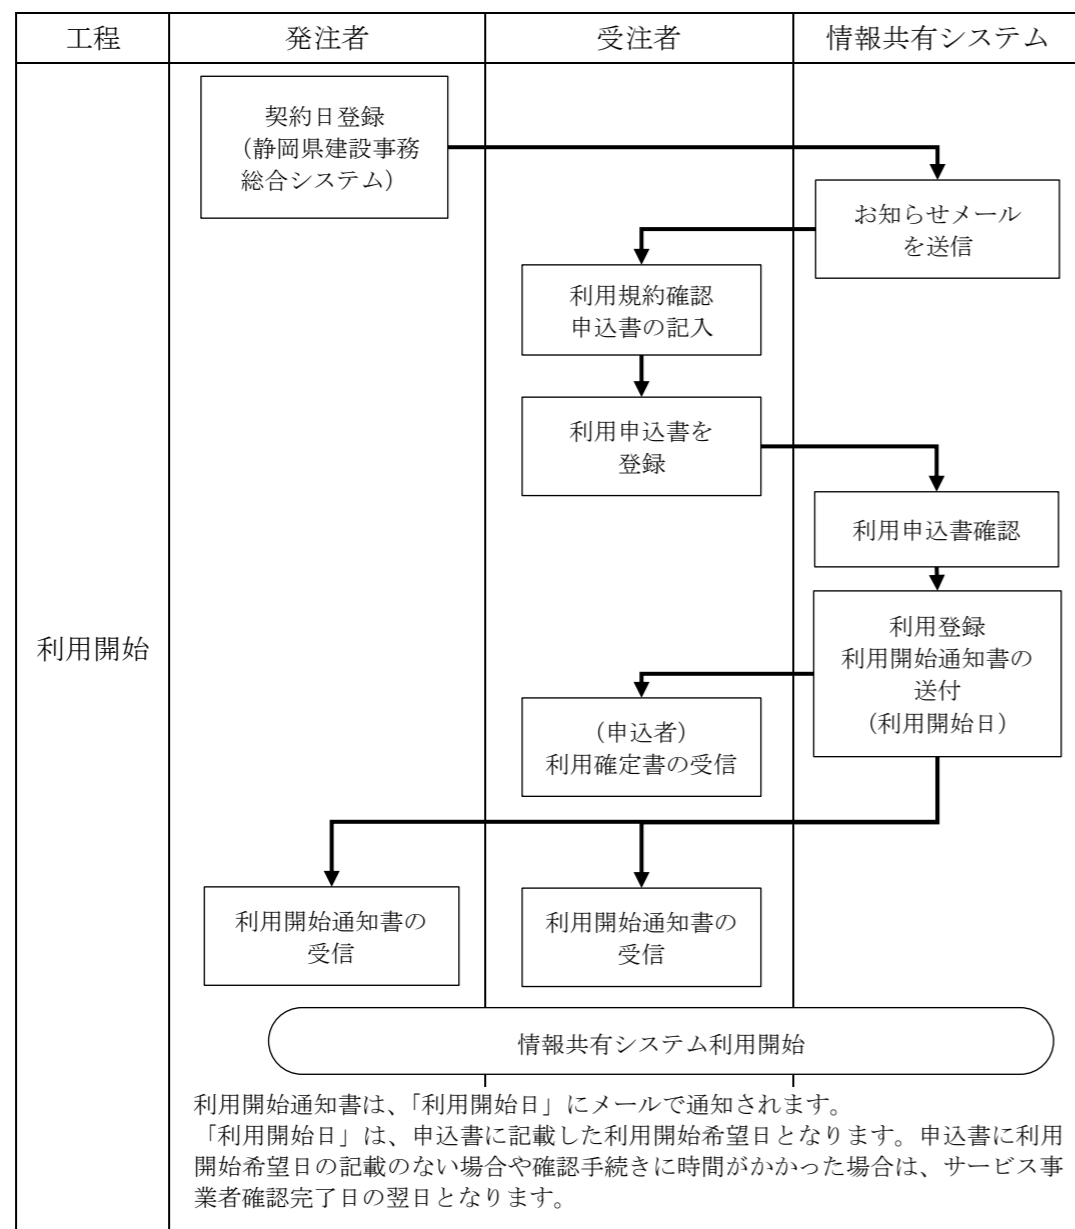 工程
発注者
受注者
情報共有システム
契約日登録
（静岡県建設事務
総合システム）
お知らせメール
を送信
利用規約確認
申込書の記入
利用申込書を
登録
利用申込書確認
利用開始
利用登録
利用開始通知書の
送付
（利用開始日）
（申込者）
利用確定書の受信
利用開始通知書の
受信
利用開始通知書の
受信
情報共有システム利用開始
利用開始通知書は、「利用開始日」にメールで通知されます。
「利用開始日」は、申込書に記載した利用開始希望日となります。申込書に利用
開始希望日の記載のない場合や確認手続きに時間がかかった場合は、サービス事
業者確認完了日の翌日となります。